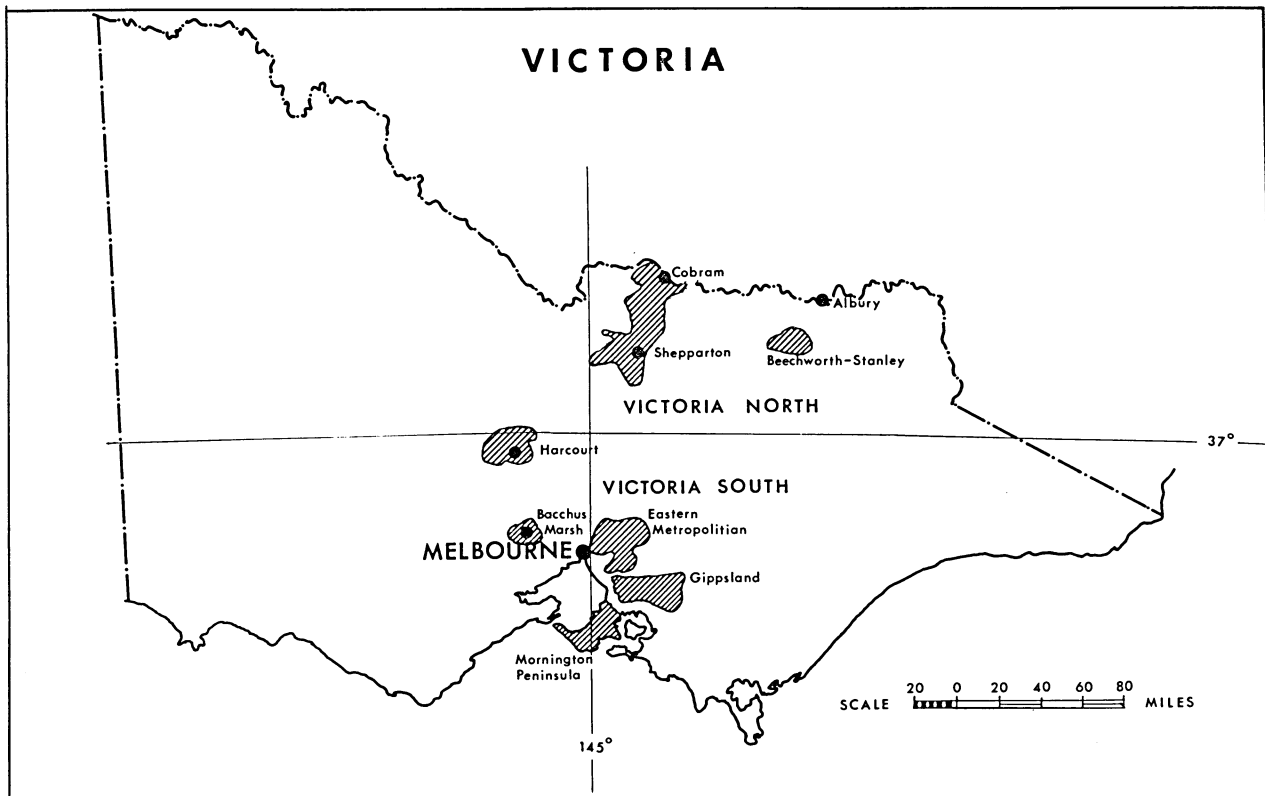 VICTORIA
Cobram
Albury
Shepparton
Beechworth-Stanley
VICTORIA NORTH
37°
Harcourt
VICTORIA SOUTH
Bacchus
Marsh
Eastern
Metropolitian
MELBOURNE
Gippsland
Mornington
Peninsula
20 0 20 40 60 80
SCALE MILES
145°